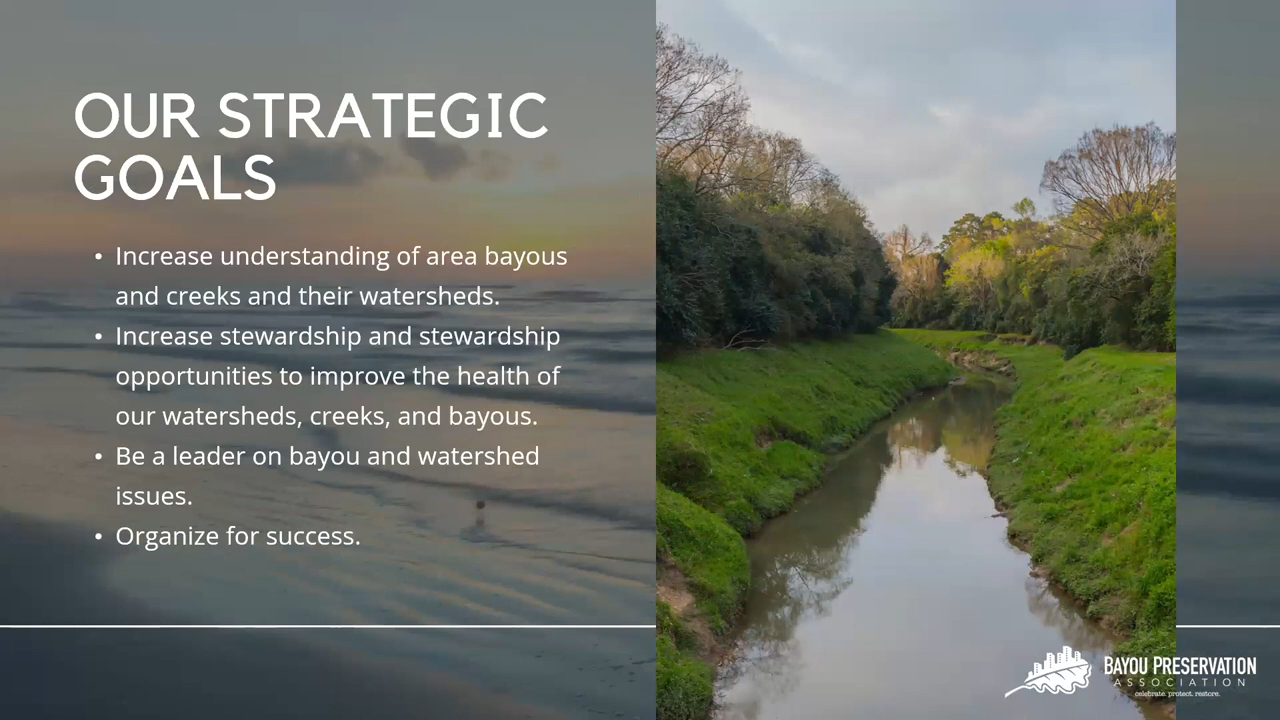 OUR STRATEGIC
GOALS
• Increase understanding of area bayous
and creeks and their watersheds.
• Increase stewardship and stewardship
opportunities to improve the health of
our watersheds, creeks, and bayous.
• Be a leader on bayou and watershed
issues.
• Organize for success.
BAYOU PRESERVATION
ASSOCIATION
celebrate. protect. restore.